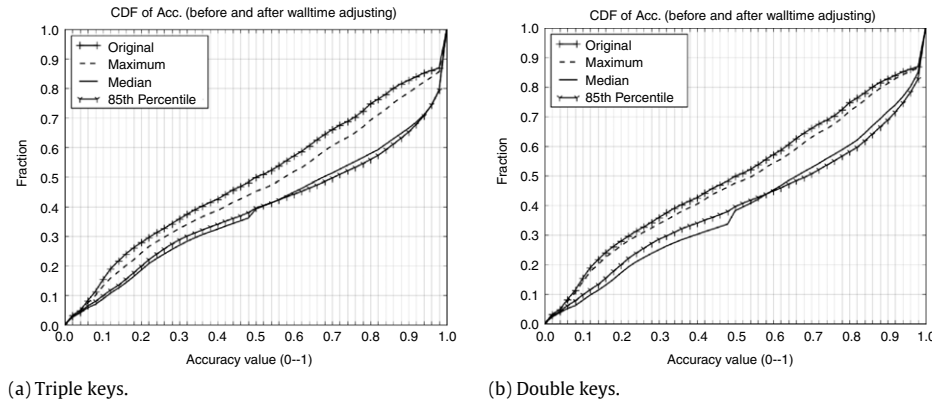 CDF of Acc. (before and after walltime adjusting)
Original
Maximum
Median
85th Percentile
Fraction
1.0
0.9
0.8
0.7
0.6
0.5
0.4
0.3
0.2
0.1
0.0
0.0 0.1 0.2 0.3 0.4 0.5 0.6 0.7 0.8 0.9 1.0
Accuracy value (0--1)
(a) Triple keys.
CDF of Acc. (before and after walltime adjusting)
Original
Maximum
Median
85th Percentile
Fraction
1.0
0.9
0.8
0.7
0.6
0.5
0.4
0.3
0.2
0.1
0.0
0.0 0.1 0.2 0.3 0.4 0.5 0.6 0.7 0.8 0.9 1.0
Accuracy value (0--1)
(b) Double keys.